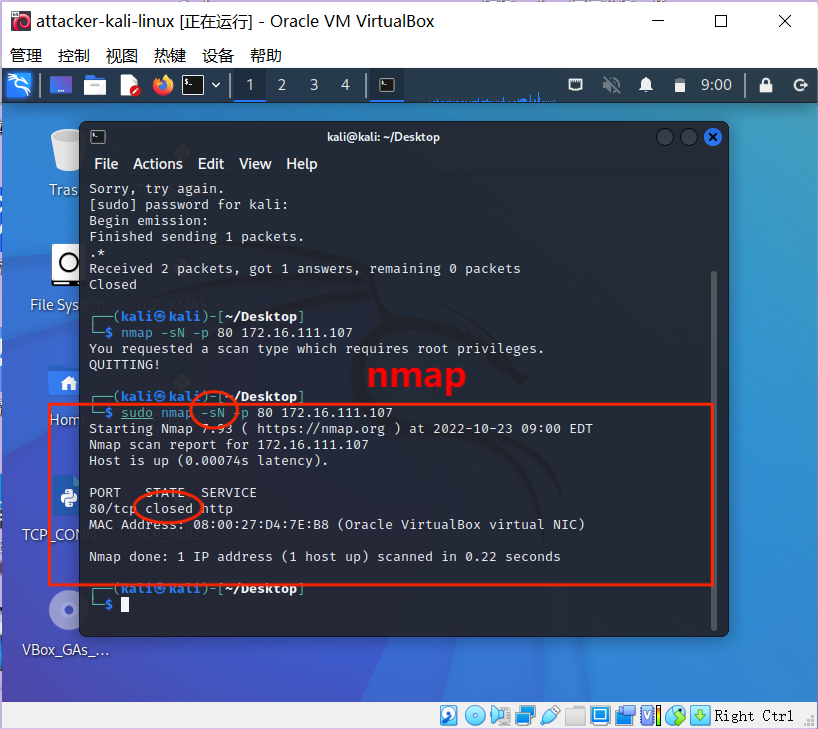 attacker-kali-linux [正在运行] - Oracle VM VirtualBox
管理 控制 视图 热键 设备 帮助
1 2 3 4 9:00
kali@kali: ~/Desktop
File Actions Edit View Help
Sorry, try again.
[sudo] password for kali:
Begin emission:
Finished sending 1 packets.
.*
Received 2 packets, got 1 answers, remaining 0 packets
Closed
(kali㉿kali)-[~/Desktop]
$ nmap -sN -p 80 172.16.111.107
You requested a scan type which requires root privileges.
QUITTING!
nmap
(kali㉿kali)-[~/Desktop]
$ sudo nmap -sN -p 80 172.16.111.107
Starting Nmap 7.93 ( https://nmap.org ) at 2022-10-23 09:00 EDT
Nmap scan report for 172.16.111.107
Host is up (0.00074s latency).
PORT STATE SERVICE
80/tcp closed http
MAC Address: 08:00:27:D4:7E:B8 (Oracle VirtualBox virtual NIC)
Nmap done: 1 IP address (1 host up) scanned in 0.22 seconds
(kali㉿kali)-[~/Desktop]
$
Tras
File Sys
Hom
TCP_CON
VBox_GAs_...
Right Ctrl